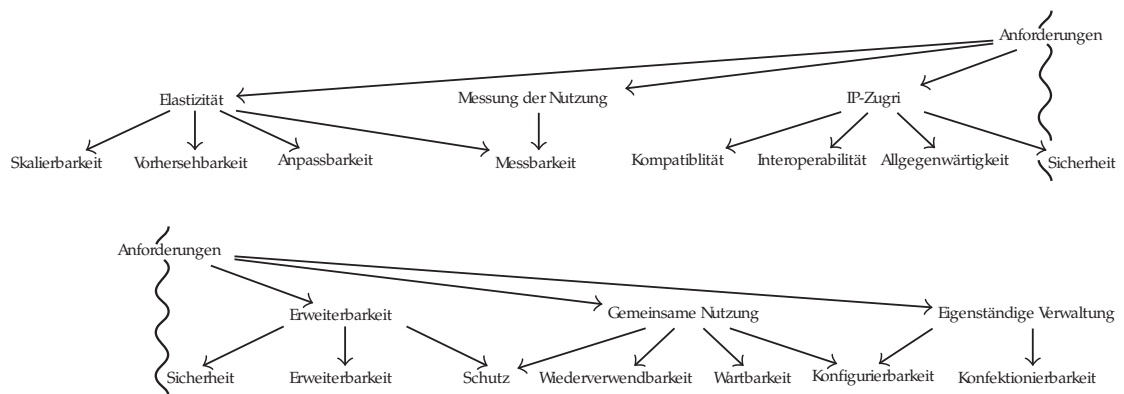 Anforderungen
Elastizität Messung der Nutzung IP-Zugri
Skalierbarkeit Vorhersehbarkeit Anpassbarkeit Messbarkeit Kompatiblität Interoperabilität Allgegenwärtigkeit Sicherheit
Anforderungen
Erweiterbarkeit Gemeinsame Nutzung Eigenständige Verwaltung
Sicherheit Erweiterbarkeit Schutz Wiederverwendbarkeit Wartbarkeit Konfigurierbarkeit Konfektionierbarkeit